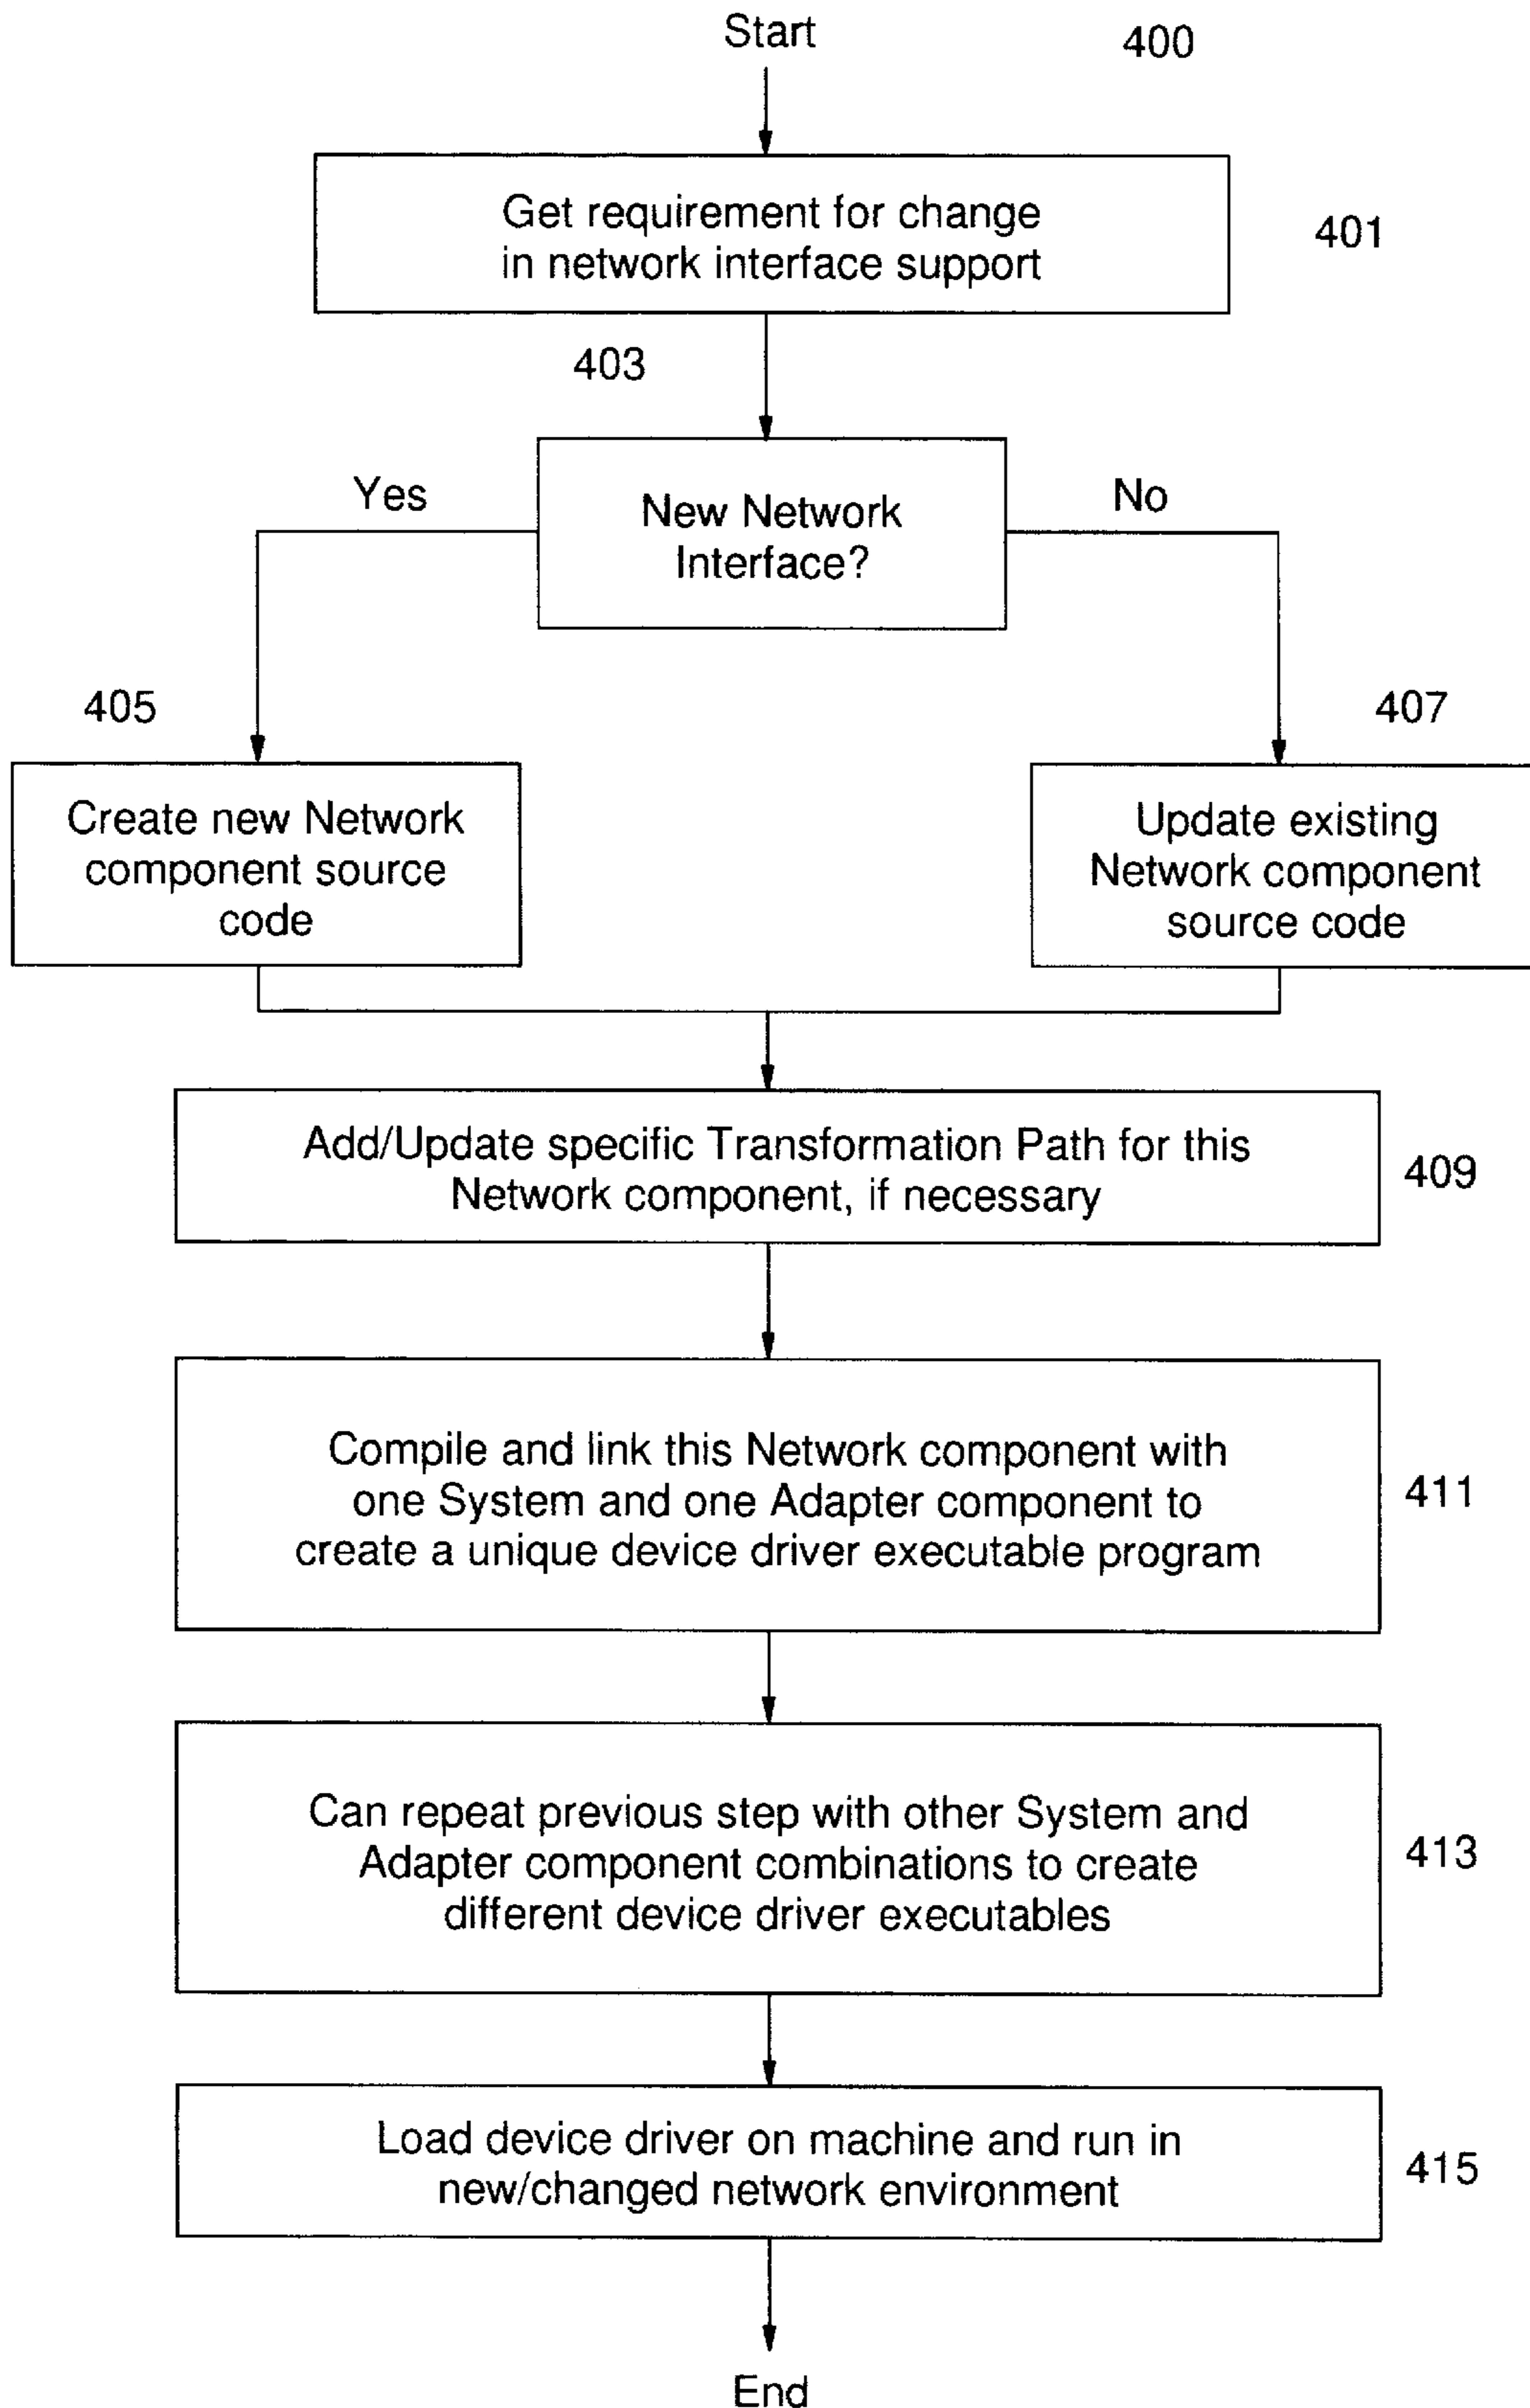 Start
400
Get requirement for change
in network interface support
401
403
Yes
New Network
Interface?
No
405
407
Create new Network
component source
code
Update existing
Network component
source code
Add/Update specific Transformation Path for this
Network component, if necessary
409
Compile and link this Network component with
one System and one Adapter component to
create a unique device driver executable program
411
Can repeat previous step with other System and
Adapter component combinations to create
different device driver executables
413
Load device driver on machine and run in
new/changed network environment
415
End